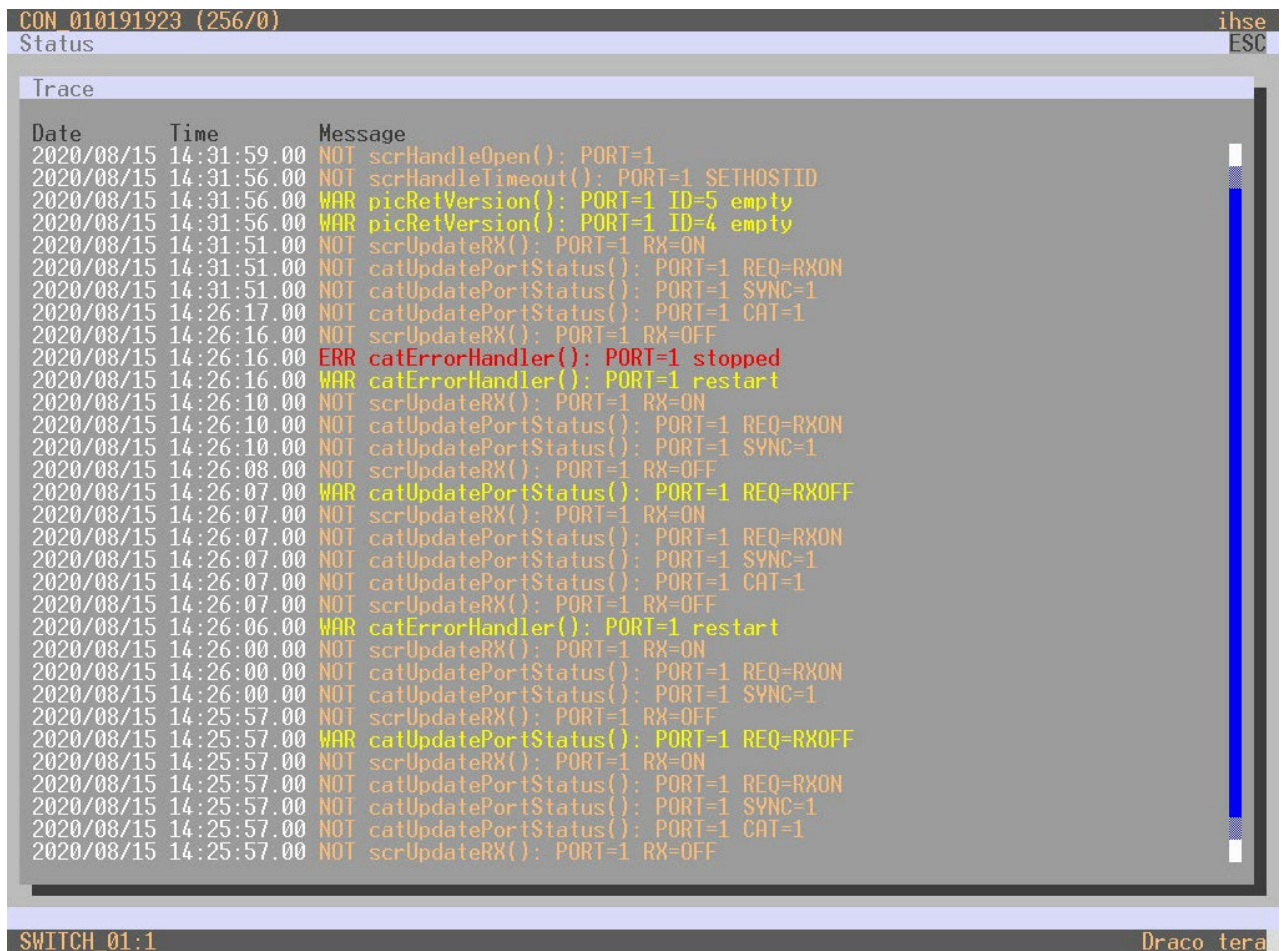 CON_010191923 (256/0) ihse
Status ESC
Trace
Date Time Message
2020/08/15 14:31:59.00 NOT scrHandleOpen(): PORT=1
2020/08/15 14:31:56.00 NOT scrHandleTimeout(): PORT=1 SETHOSTID
2020/08/15 14:31:56.00 WAR picRetVersion(): PORT=1 ID=5 empty
2020/08/15 14:31:56.00 WAR picRetVersion(): PORT=1 ID=4 empty
2020/08/15 14:31:51.00 NOT scrUpdateRX(): PORT=1 RX=ON
2020/08/15 14:31:51.00 NOT catUpdatePortStatus(): PORT=1 REQ=RXON
2020/08/15 14:31:51.00 NOT catUpdatePortStatus(): PORT=1 SYNC=1
2020/08/15 14:26:17.00 NOT catUpdatePortStatus(): PORT=1 CAT=1
2020/08/15 14:26:16.00 NOT scrUpdateRX(): PORT=1 RX=OFF
2020/08/15 14:26:16.00 ERR catErrorHandler(): PORT=1 stopped
2020/08/15 14:26:16.00 WAR catErrorHandler(): PORT=1 restart
2020/08/15 14:26:10.00 NOT scrUpdateRX(): PORT=1 RX=ON
2020/08/15 14:26:10.00 NOT catUpdatePortStatus(): PORT=1 REQ=RXON
2020/08/15 14:26:10.00 NOT catUpdatePortStatus(): PORT=1 SYNC=1
2020/08/15 14:26:08.00 NOT scrUpdateRX(): PORT=1 RX=OFF
2020/08/15 14:26:07.00 WAR catUpdatePortStatus(): PORT=1 REQ=RXOFF
2020/08/15 14:26:07.00 NOT scrUpdateRX(): PORT=1 RX=ON
2020/08/15 14:26:07.00 NOT catUpdatePortStatus(): PORT=1 REQ=RXON
2020/08/15 14:26:07.00 NOT catUpdatePortStatus(): PORT=1 SYNC=1
2020/08/15 14:26:07.00 NOT catUpdatePortStatus(): PORT=1 CAT=1
2020/08/15 14:26:07.00 NOT scrUpdateRX(): PORT=1 RX=OFF
2020/08/15 14:26:06.00 WAR catErrorHandler(): PORT=1 restart
2020/08/15 14:26:00.00 NOT scrUpdateRX(): PORT=1 RX=ON
2020/08/15 14:26:00.00 NOT catUpdatePortStatus(): PORT=1 REQ=RXON
2020/08/15 14:26:00.00 NOT catUpdatePortStatus(): PORT=1 SYNC=1
2020/08/15 14:25:57.00 NOT scrUpdateRX(): PORT=1 RX=OFF
2020/08/15 14:25:57.00 WAR catUpdatePortStatus(): PORT=1 REQ=RXOFF
2020/08/15 14:25:57.00 NOT scrUpdateRX(): PORT=1 RX=ON
2020/08/15 14:25:57.00 NOT catUpdatePortStatus(): PORT=1 REQ=RXON
2020/08/15 14:25:57.00 NOT catUpdatePortStatus(): PORT=1 SYNC=1
2020/08/15 14:25:57.00 NOT catUpdatePortStatus(): PORT=1 CAT=1
2020/08/15 14:25:57.00 NOT scrUpdateRX(): PORT=1 RX=OFF
SWITCH_01:1 Draco tera